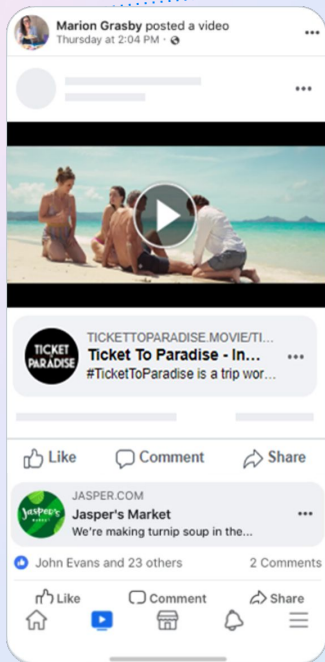 Marion Grasby posted a video
Thursday at 2:04 PM ·
TICKET
TO
PARADISE
TICKETTOPARADISE.MOVIE/TI...
Ticket To Paradise - In...
#TicketToParadise is a trip wor...
Like Comment Share
Jasper's
MARKET
JASPER.COM
Jasper's Market
We're making turnip soup in the...
John Evans and 23 others 2 Comments
Like Comment Share